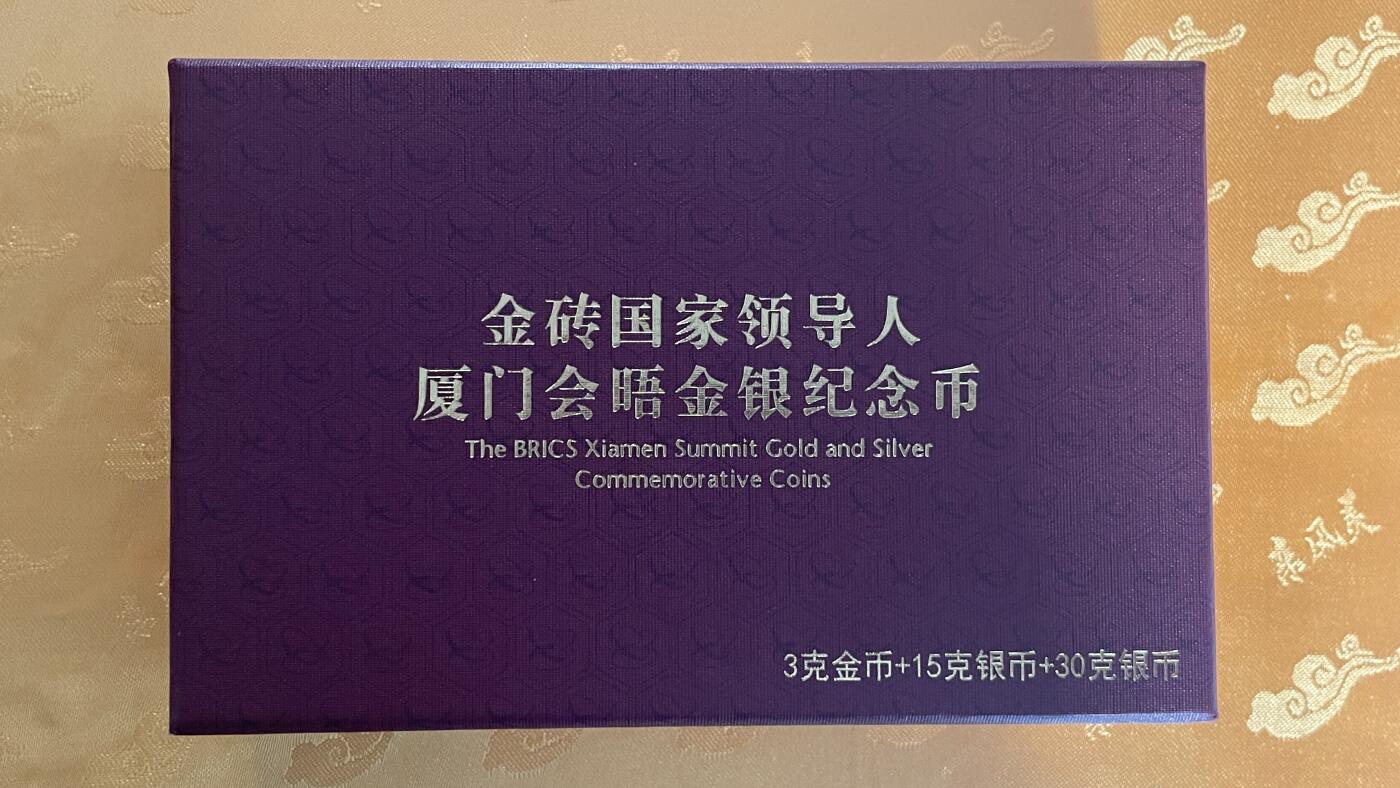 金砖国家领导人
厦门会晤金银纪念币
The BRICS Xiamen Summit Gold and Silver
Commemorative Coins
3克金币+15克银币+30克银币